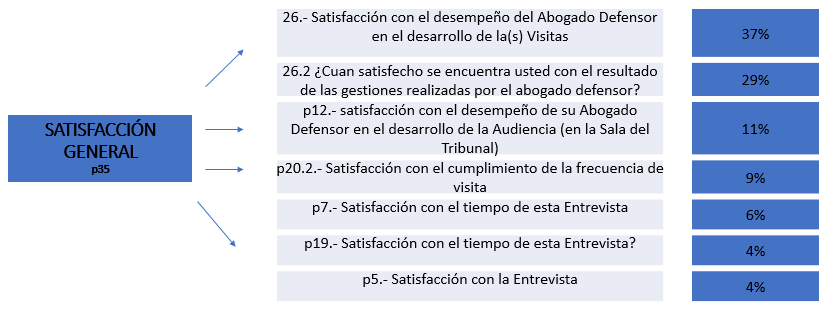 26.- Satisfacción con el desempeño del Abogado Defensor
en el desarrollo de la(s) Visitas
37%
26.2 ¿Cuan satisfecho se encuentra usted con el resultado
de las gestiones realizadas por el abogado defensor?
29%
SATISFACCIÓN
GENERAL
p35
p12.- satisfacción con el desempeño de su Abogado
Defensor en el desarrollo de la Audiencia (en la Sala del
Tribunal)
11%
p20.2.- Satisfacción con el cumplimiento de la frecuencia de
visita
9%
p7.- Satisfacción con el tiempo de esta Entrevista
6%
p19.- Satisfacción con el tiempo de esta Entrevista?
4%
p5.- Satisfacción con la Entrevista
4%